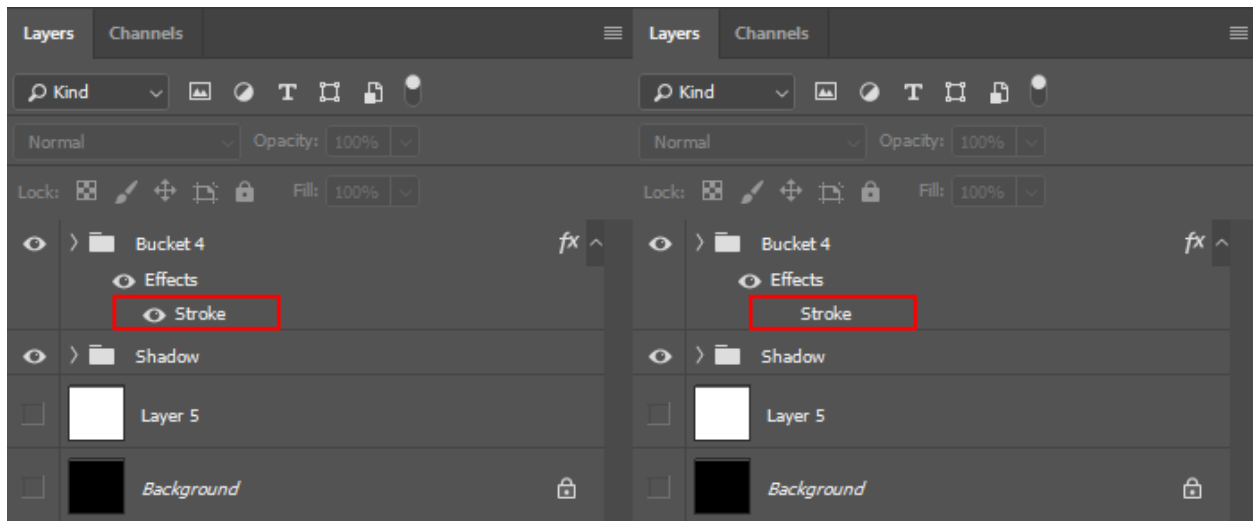 Layers Channels
Kind T
Normal Opacity: 100%
Lock: Fill: 100%
Bucket 4 fx
Effects
Stroke
Shadow
Layer 5
Background
Layers Channels
Kind T
Normal Opacity: 100%
Lock: Fill: 100%
Bucket 4 fx
Effects
Stroke
Shadow
Layer 5
Background